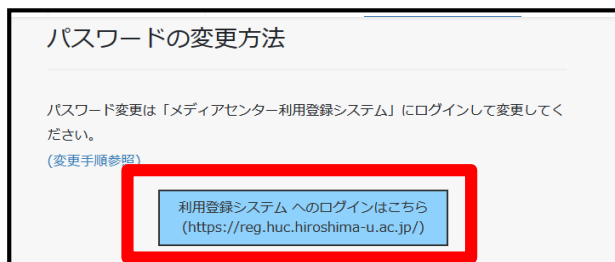 パスワードの変更方法
パスワード変更は「メディアセンター利用登録システム」にログインして変更してく
ださい。
(変更手順参照)
利用登録システム へのログインはこちら
(https://reg.huc.hiroshima-u.ac.jp/)